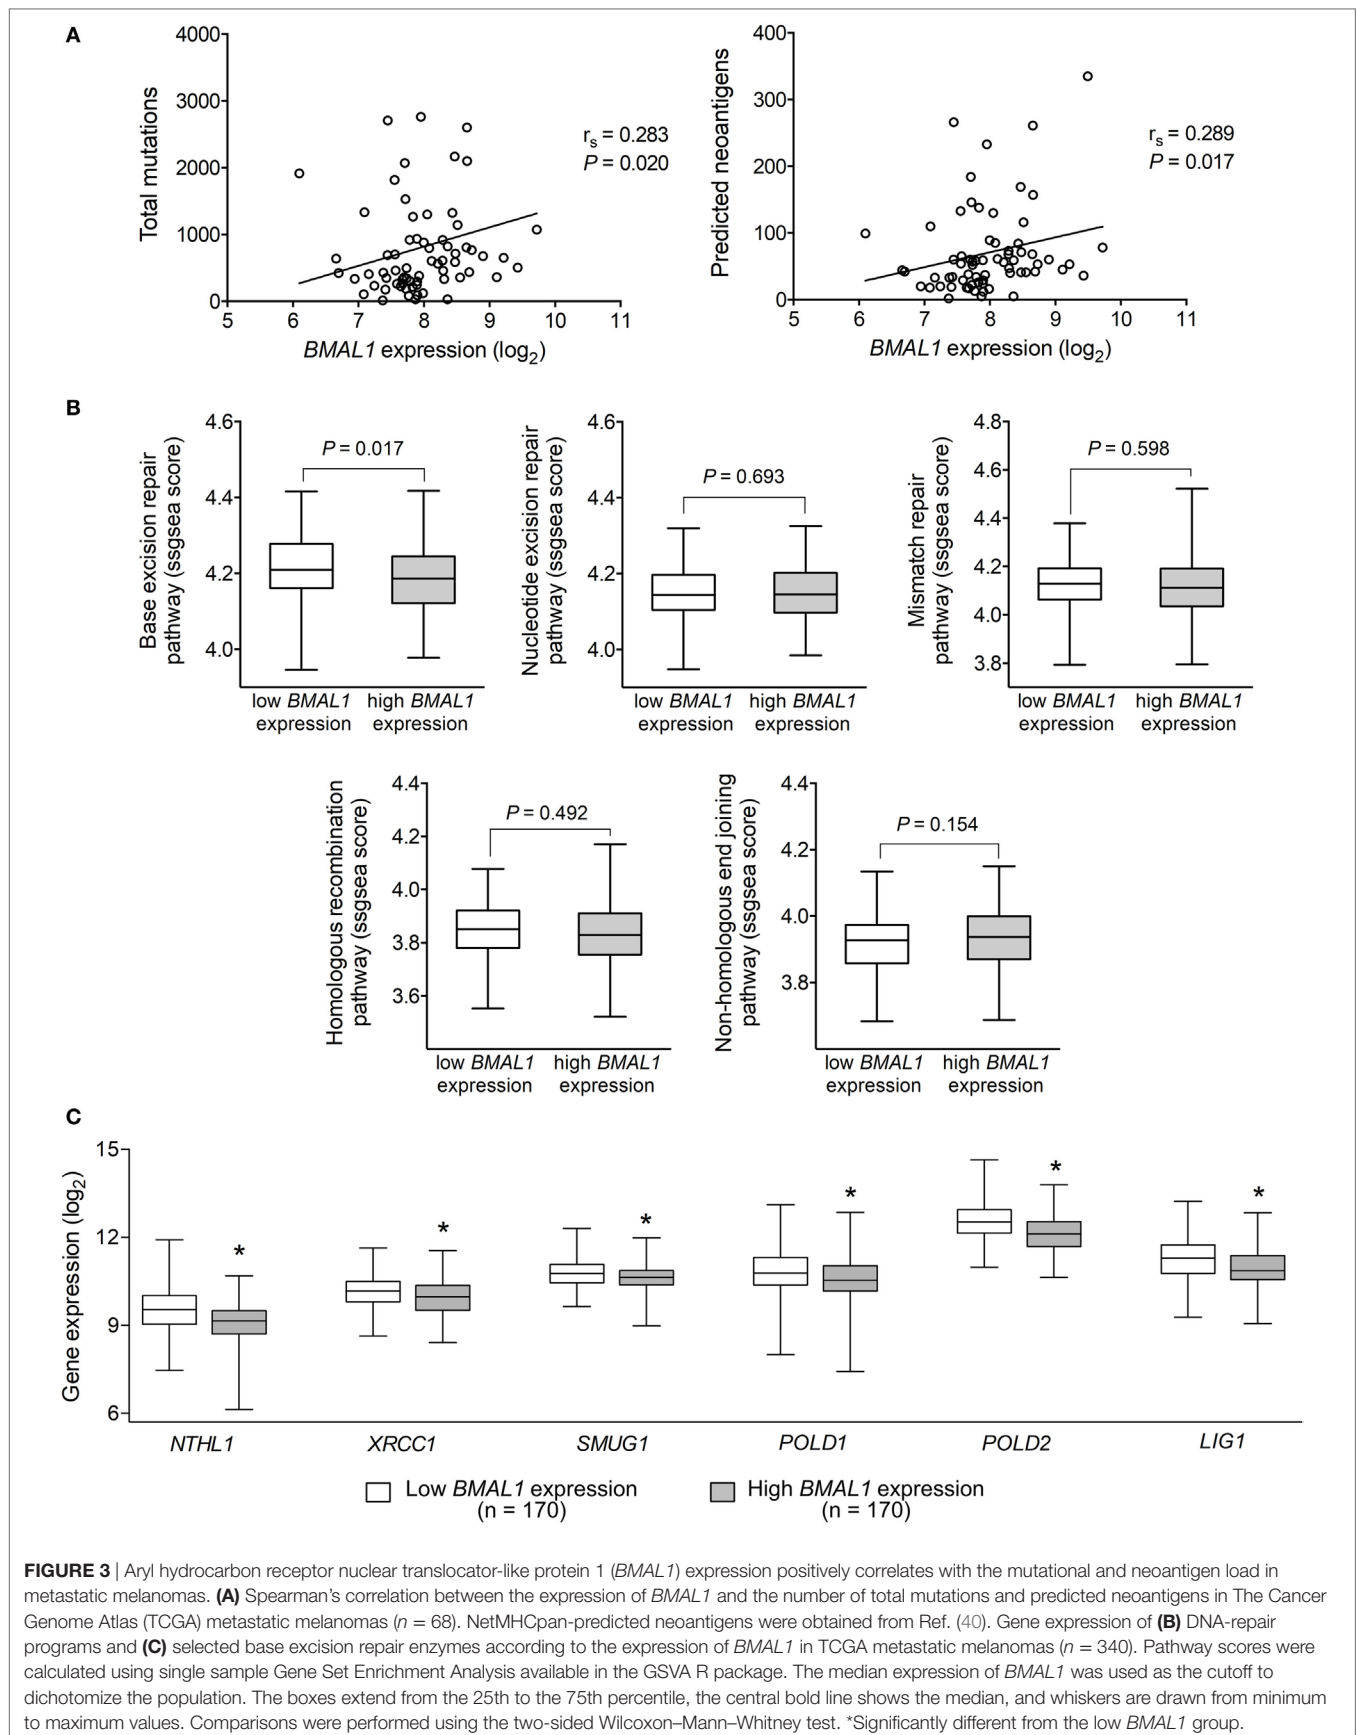 A
4000
3000
2000
1000
0
5 6 7 8 9 10 11
Total mutations
BMAL1 expression (log2)
rs = 0.283
P = 0.020
400
300
200
100
0
5 6 7 8 9 10 11
Predicted neoantigens
BMAL1 expression (log2)
rs = 0.289
P = 0.017
B
Base excision repair
pathway (ssgsea score)
4.6
4.4
4.2
4.0
P = 0.017
low BMAL1
expression
high BMAL1
expression
Nucleotide excision repair
pathway (ssgsea score)
4.6
4.4
4.2
4.0
P = 0.693
low BMAL1
expression
high BMAL1
expression
Mismatch repair
pathway (ssgsea score)
4.8
4.6
4.4
4.2
4.0
3.8
P = 0.598
low BMAL1
expression
high BMAL1
expression
Homologous recombination
pathway (ssgsea score)
4.4
4.2
4.0
3.8
3.6
P = 0.492
low BMAL1
expression
high BMAL1
expression
Non-homologous end joining
pathway (ssgsea score)
4.4
4.2
4.0
3.8
P = 0.154
low BMAL1
expression
high BMAL1
expression
C
Gene expression (log2)
15
12
9
6
* * * * * *
NTHL1 XRCC1 SMUG1 POLD1 POLD2 LIG1
Low BMAL1 expression
(n = 170)
High BMAL1 expression
(n = 170)
FIGURE 3 | Aryl hydrocarbon receptor nuclear translocator-like protein 1 (BMAL1) expression positively correlates with the mutational and neoantigen load in
metastatic melanomas. (A) Spearman's correlation between the expression of BMAL1 and the number of total mutations and predicted neoantigens in The Cancer
Genome Atlas (TCGA) metastatic melanomas (n = 68). NetMHCpan-predicted neoantigens were obtained from Ref. (40). Gene expression of (B) DNA-repair
programs and (C) selected base excision repair enzymes according to the expression of BMAL1 in TCGA metastatic melanomas (n = 340). Pathway scores were
calculated using single sample Gene Set Enrichment Analysis available in the GSVA R package. The median expression of BMAL1 was used as the cutoff to
dichotomize the population. The boxes extend from the 25th to the 75th percentile, the central bold line shows the median, and whiskers are drawn from minimum
to maximum values. Comparisons were performed using the two-sided Wilcoxon–Mann–Whitney test. *Significantly different from the low BMAL1 group.